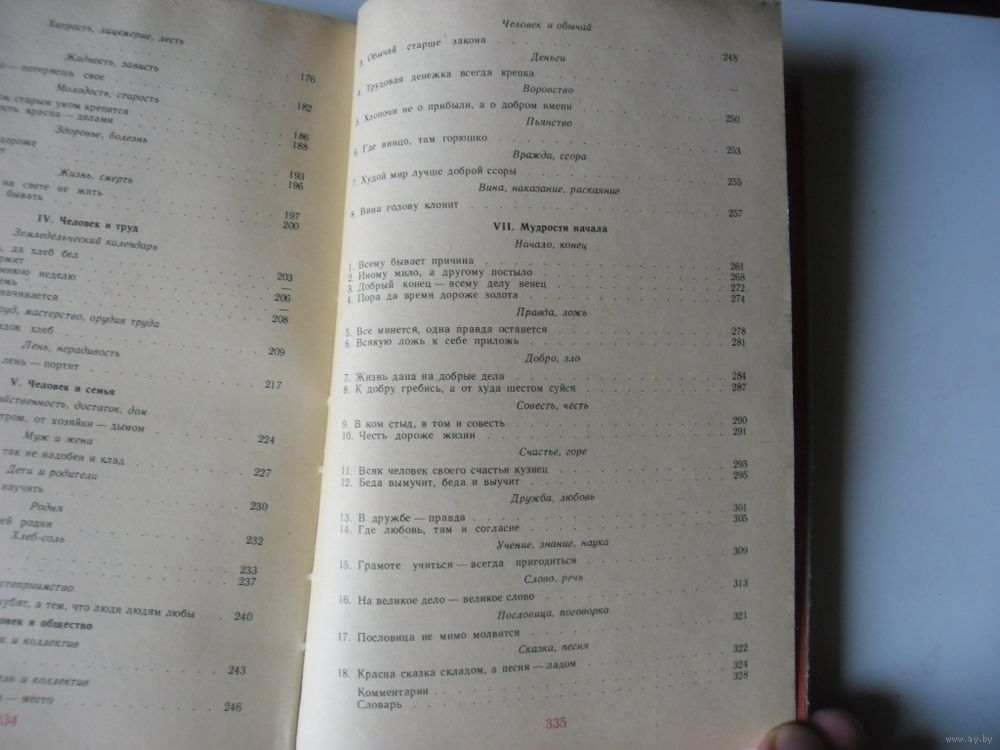 Хитрость, лицемерие, лесть
Жадность, зависть
— потеряешь свое . . . . . 176
Молодость, старость
ок старым умом крепится . . . . . 182
ость красна — делами
Здоровье, болезнь . . . . . 186
дороже . . . . . 188
ет
Жизнь, смерть . . . . . 193
на свете не жить . . . . . 196
бывать
. . . . . 197
IV. Человек и труд 200
Земледельческий календарь
, да хлеб бел
ормит . . . . . 203
мнюю неделю . . . . . —
емь . . . . . 206
начинается . . . . . —
руд, мастерство, орудия труда 208
адок хлеб
Лень, нерадивость 209
лень — портит
. . . . . 217
V. Человек и семья
яйственность, достаток, дом
тром, от хозяйки — дымом
Муж и жена 224
так не надобен и клад
Дети и родители 227
научить
Родня 230
ей родни
Хлеб-соль 232
. . . . . 233
. . . . . 237
степриимство
губят, а тем, что люди людям любы . 240
ловек и общество
к и коллектив
. . . . . 243
ель и коллектив
а — место . . . . . 246
334
Человек и обычай
3. Обычай старше закона . . . . . 248
Деньги
4. Трудовая денежка всегда крепка . . . . . —
Воровство
5. Хлопочи не о прибыли, а о добром имени . . . . . 250
Пьянство
6. Где винцо, там горюшко . . . . . 253
Вражда, ссора
7. Худой мир лучше доброй ссоры . . . . . 255
Вина, наказание, раскаяние
8. Вина голову клонит . . . . . 257
VII. Мудрости начала
Начало, конец
1. Всему бывает причина . . . . . 261
2. Иному мило, а другому постыло . . . . . 268
3. Добрый конец — всему делу венец . . . . . 272
4. Пора да время дороже золота . . . . . 274
Правда, ложь
5. Все минется, одна правда останется . . . . . 278
6. Всякую ложь к себе приложь . . . . . 281
Добро, зло
7. Жизнь дана на добрые дела . . . . . 284
8. К добру гребись, а от худа шестом суйся . . . . . 287
Совесть, честь
9. В ком стыд, в том и совесть . . . . . 290
10. Честь дороже жизни . . . . . 291
Счастье, горе
11. Всяк человек своего счастья кузнец . . . . . 293
12. Беда вымучит, беда и выучит . . . . . 295
Дружба, любовь
13. В дружбе — правда . . . . . 301
14. Где любовь, там и согласие . . . . . 305
Учение, знание, наука
15. Грамоте учиться — всегда пригодиться . . . . . 309
Слово, речь
16. На великое дело — великое слово . . . . . 313
Пословица, поговорка
17. Пословица не мимо молвится . . . . . 321
Сказка, песня
18. Красна сказка складом, а песня — ладом . . . . . 322
Комментарии . . . . . 324
Словарь . . . . . 328
335
www.ay.by